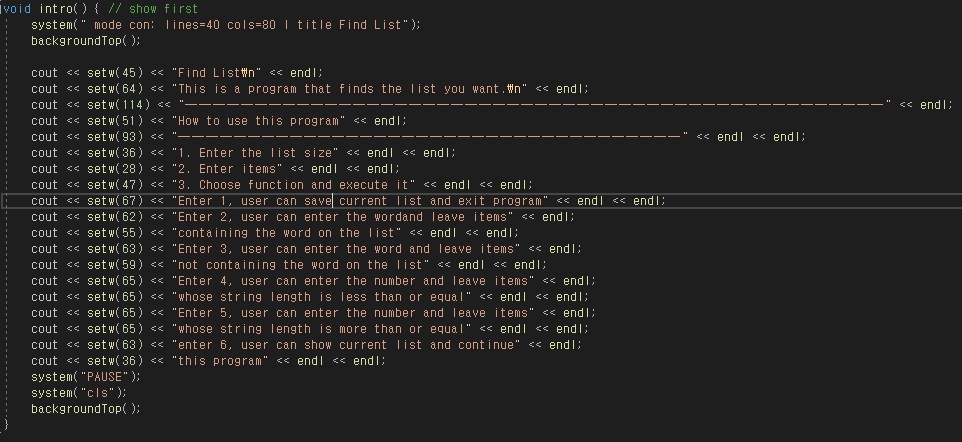 void intro() { // show first
system(" mode con: lines=40 cols=80 | title Find List");
backgroundTop();
cout << setw(45) << "Find List₩n" << endl;
cout << setw(64) << "This is a program that finds the list you want.₩n" << endl;
cout << setw(114) << "──────────────────────────────────────────────────" << endl;
cout << setw(51) << "How to use this program" << endl;
cout << setw(93) << "────────────────────────────────────" << endl << endl;
cout << setw(36) << "1. Enter the list size" << endl << endl;
cout << setw(28) << "2. Enter items" << endl << endl;
cout << setw(47) << "3. Choose function and execute it" << endl << endl;
cout << setw(67) << "Enter 1, user can save current list and exit program" << endl << endl;
cout << setw(62) << "Enter 2, user can enter the wordand leave items" << endl;
cout << setw(55) << "containing the word on the list" << endl << endl;
cout << setw(63) << "Enter 3, user can enter the word and leave items" << endl;
cout << setw(59) << "not containing the word on the list" << endl << endl;
cout << setw(65) << "Enter 4, user can enter the number and leave items" << endl;
cout << setw(65) << "whose string length is less than or equal" << endl << endl;
cout << setw(65) << "Enter 5, user can enter the number and leave items" << endl;
cout << setw(65) << "whose string length is more than or equal" << endl << endl;
cout << setw(63) << "enter 6, user can show current list and continue" << endl;
cout << setw(36) << "this program" << endl << endl;
system("PAUSE");
system("cls");
backgroundTop();
}